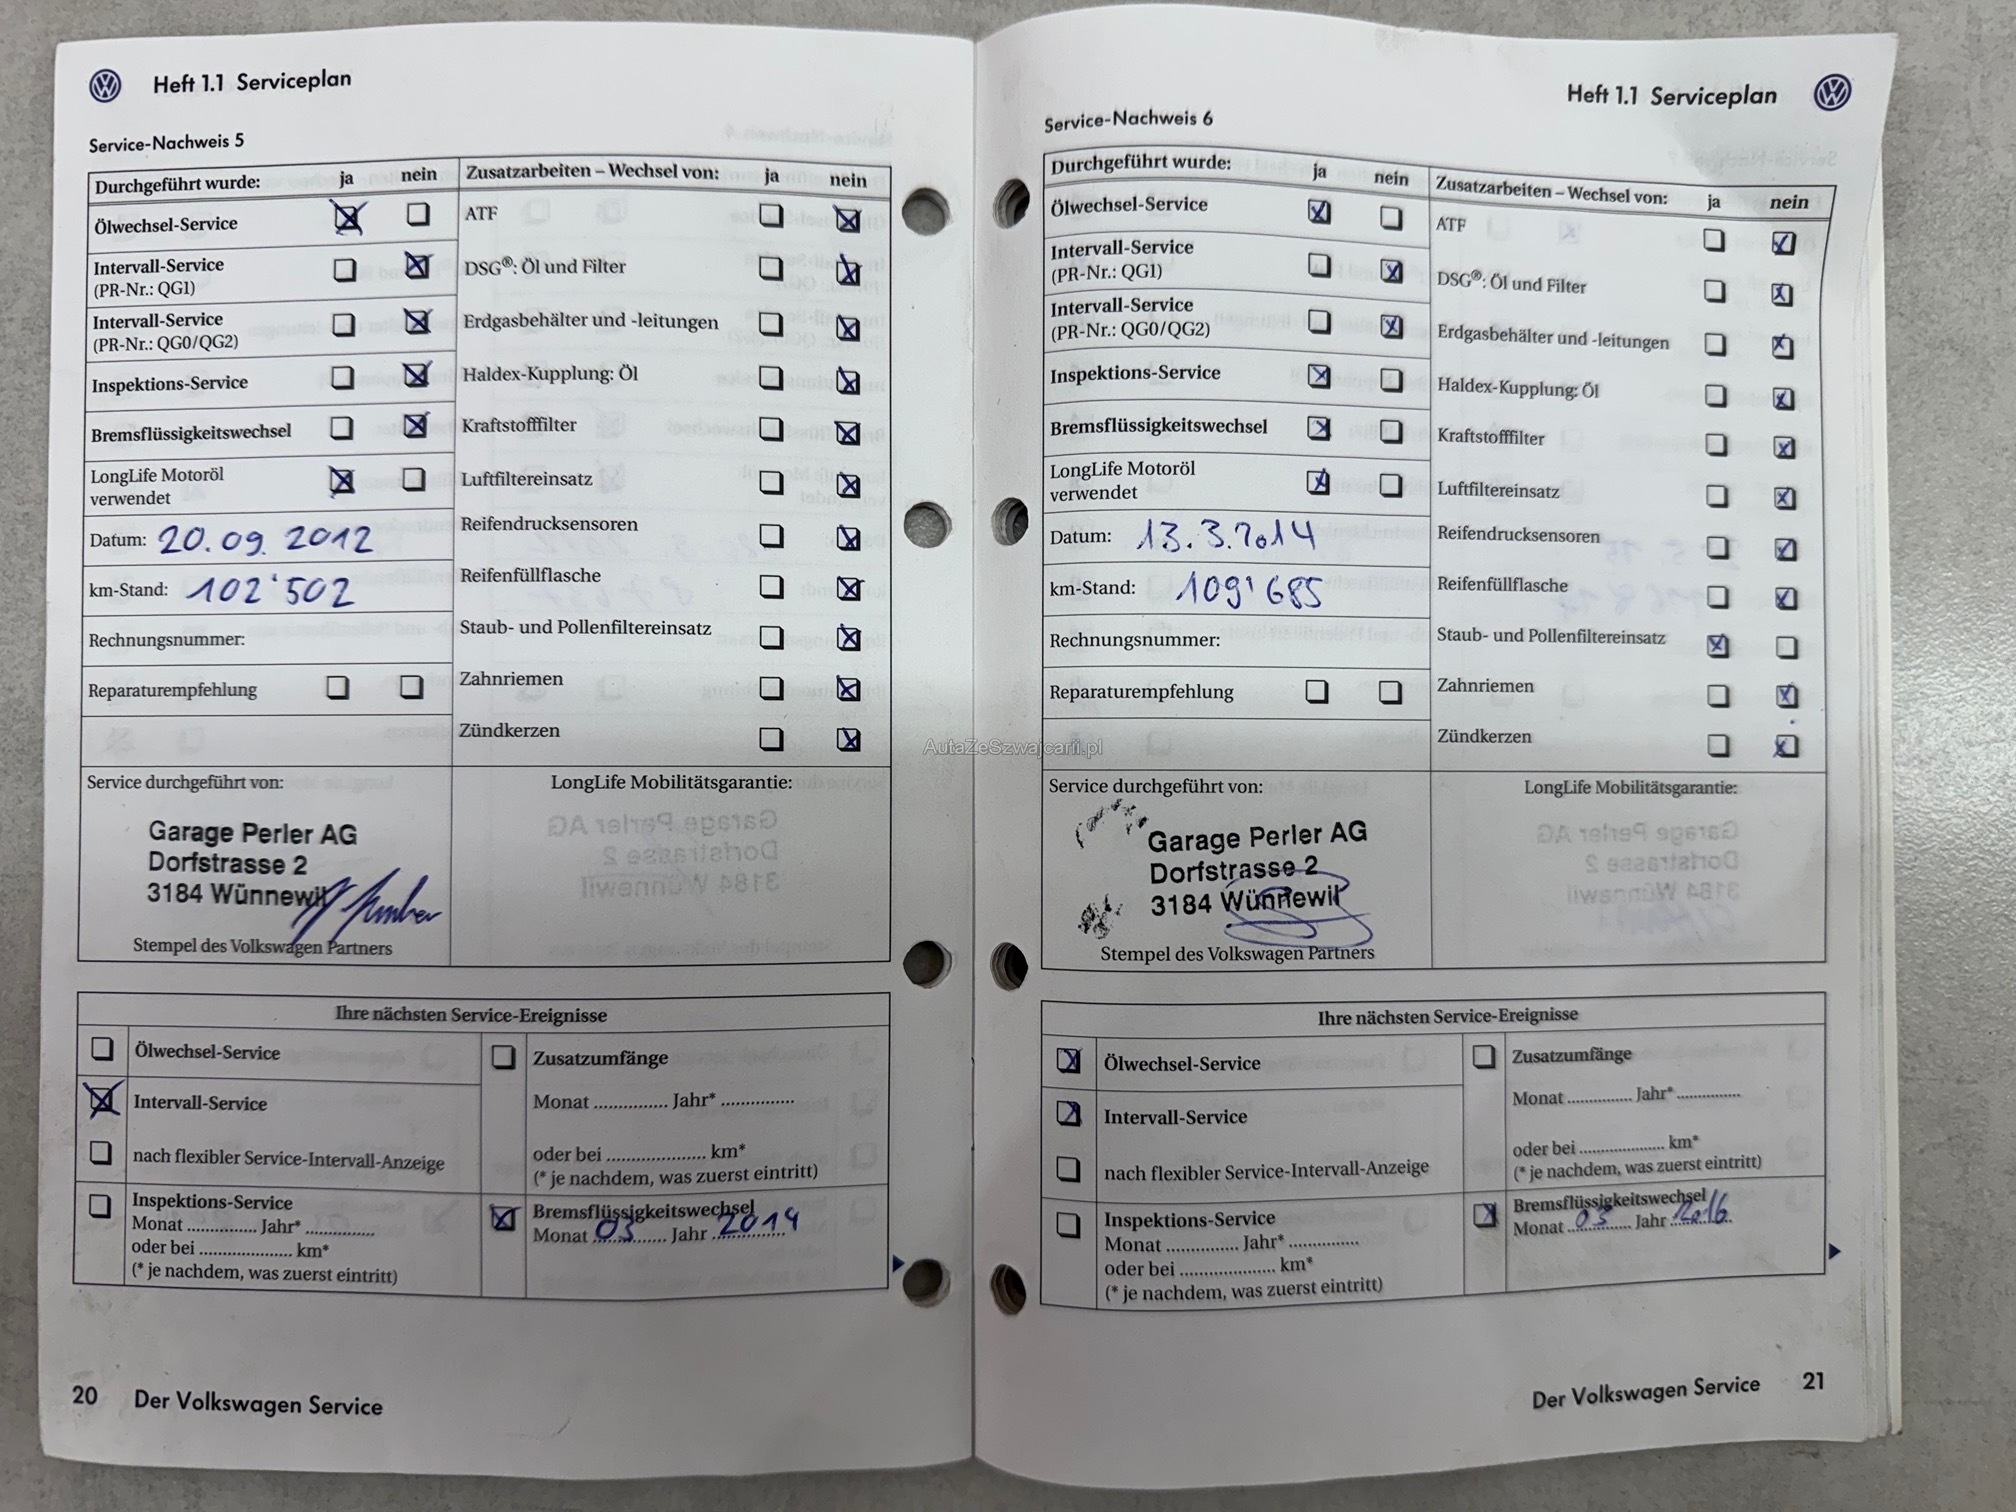 Heft 1.1 Serviceplan
Service-Nachweis 5
Durchgeführt wurde: ja nein
Ölwechsel-Service
Intervall-Service
(PR-Nr.: QG1)
Intervall-Service
(PR-Nr.: QG0/QG2)
Inspektions-Service
Bremsflüssigkeitswechsel
LongLife Motoröl
verwendet
Datum: 20.09.2012
km-Stand: 102'502
Rechnungsnummer:
Reparaturempfehlung
Zusatzarbeiten – Wechsel von: ja nein
ATF
DSG®: Öl und Filter
Erdgasbehälter und -leitungen
Haldex-Kupplung: Öl
Kraftstofffilter
Luftfiltereinsatz
Reifendrucksensoren
Reifenfüllflasche
Staub- und Pollenfiltereinsatz
Zahnriemen
Zündkerzen
Service durchgeführt von:
Garage Perler AG
Dorfstrasse 2
3184 Wünnewil
Stempel des Volkswagen Partners
LongLife Mobilitätsgarantie:
Ihre nächsten Service-Ereignisse
Ölwechsel-Service
Intervall-Service
nach flexibler Service-Intervall-Anzeige
Inspektions-Service
Monat .............. Jahr* ..............
oder bei ................... km*
(* je nachdem, was zuerst eintritt)
Zusatzumfänge
Monat ............... Jahr* ...............
oder bei .................... km*
(* je nachdem, was zuerst eintritt)
Bremsflüssigkeitswechsel
Monat 03 Jahr 2014
20 Der Volkswagen Service
Heft 1.1 Serviceplan
Service-Nachweis 6
Durchgeführt wurde: ja nein
Ölwechsel-Service
Intervall-Service
(PR-Nr.: QG1)
Intervall-Service
(PR-Nr.: QG0/QG2)
Inspektions-Service
Bremsflüssigkeitswechsel
LongLife Motoröl
verwendet
Datum: 13.3.2014
km-Stand: 109'685
Rechnungsnummer:
Reparaturempfehlung
Zusatzarbeiten – Wechsel von: ja nein
ATF
DSG®: Öl und Filter
Erdgasbehälter und -leitungen
Haldex-Kupplung: Öl
Kraftstofffilter
Luftfiltereinsatz
Reifendrucksensoren
Reifenfüllflasche
Staub- und Pollenfiltereinsatz
Zahnriemen
Zündkerzen
Service durchgeführt von:
Garage Perler AG
Dorfstrasse 2
3184 Wünnewil
Stempel des Volkswagen Partners
LongLife Mobilitätsgarantie:
Ihre nächsten Service-Ereignisse
Ölwechsel-Service
Intervall-Service
nach flexibler Service-Intervall-Anzeige
Inspektions-Service
Monat ............... Jahr* ...............
oder bei .................... km*
(* je nachdem, was zuerst eintritt)
Zusatzumfänge
Monat .............. Jahr* ..............
oder bei .................. km*
(* je nachdem, was zuerst eintritt)
Bremsflüssigkeitswechsel
Monat 03 Jahr 2016
Der Volkswagen Service 21
AutaZeSzwajcarii.pl